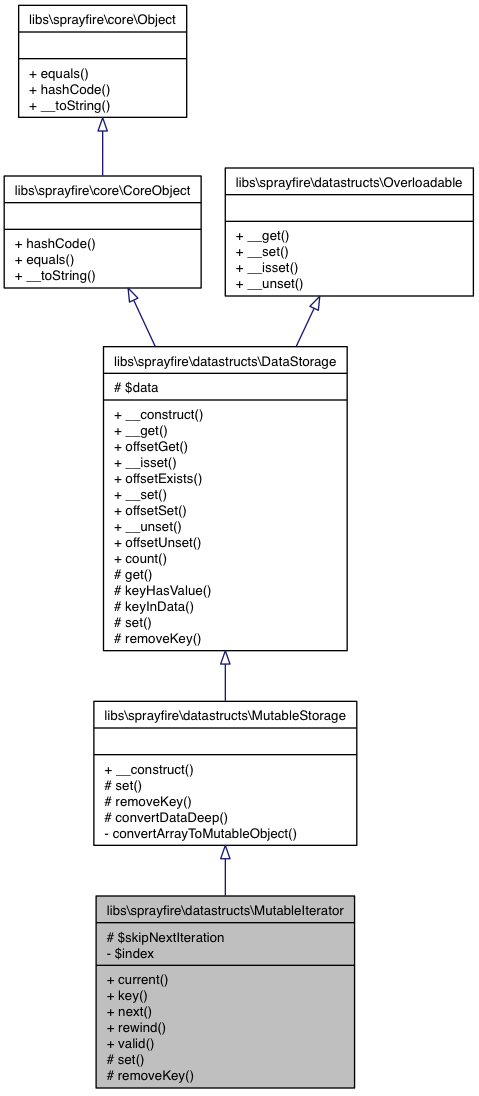 libs\sprayfire\core\Object
+ equals()
+ hashCode()
+ __toString()
libs\sprayfire\core\CoreObject
+ hashCode()
+ equals()
+ __toString()
libs\sprayfire\datastructs\Overloadable
+ __get()
+ __set()
+ __isset()
+ __unset()
libs\sprayfire\datastructs\DataStorage
# $data
+ __construct()
+ __get()
+ offsetGet()
+ __isset()
+ offsetExists()
+ __set()
+ offsetSet()
+ __unset()
+ offsetUnset()
+ count()
# get()
# keyHasValue()
# keyInData()
# set()
# removeKey()
libs\sprayfire\datastructs\MutableStorage
+ __construct()
# set()
# removeKey()
# convertDataDeep()
- convertArrayToMutableObject()
libs\sprayfire\datastructs\MutableIterator
# $skipNextIteration
- $index
+ current()
+ key()
+ next()
+ rewind()
+ valid()
# set()
# removeKey()